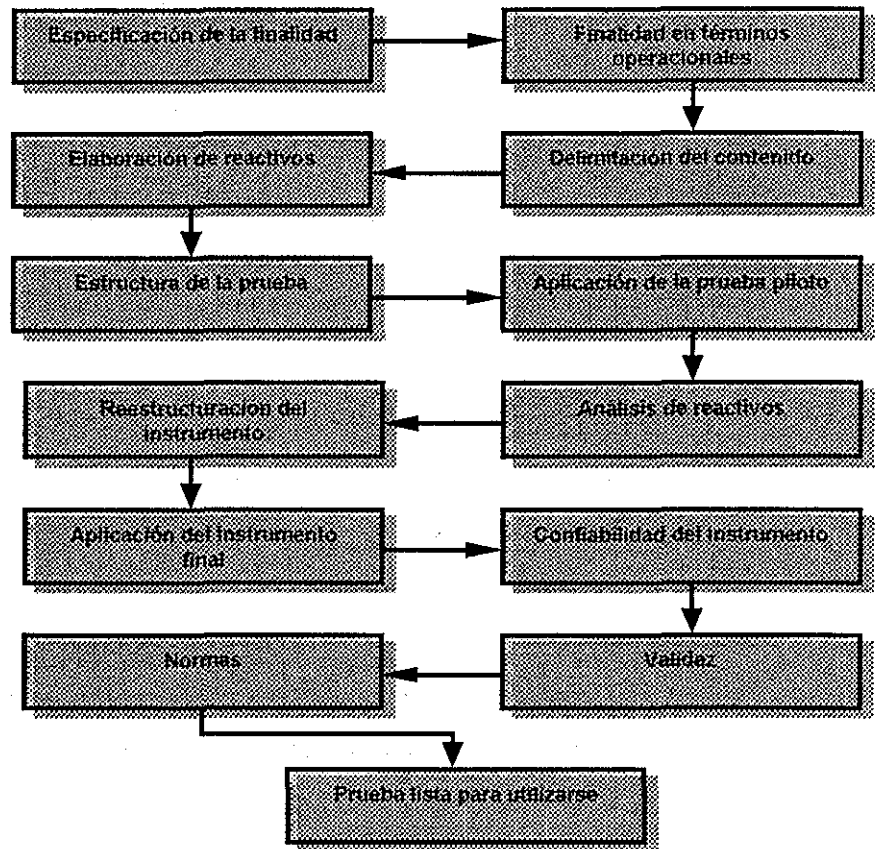 Especificación de la finalidad
Finalidad en términos
operacionales
Elaboración de reactivos
Delimitación del contenido
Estructura de la prueba
Aplicación de la prueba piloto
Reestructuración del
instrumento.
Análisis de reactivos
Aplicación del instrumento
final
Confiabilidad del instrumento
Normas
Validaz
Prueba lista para utilizarse